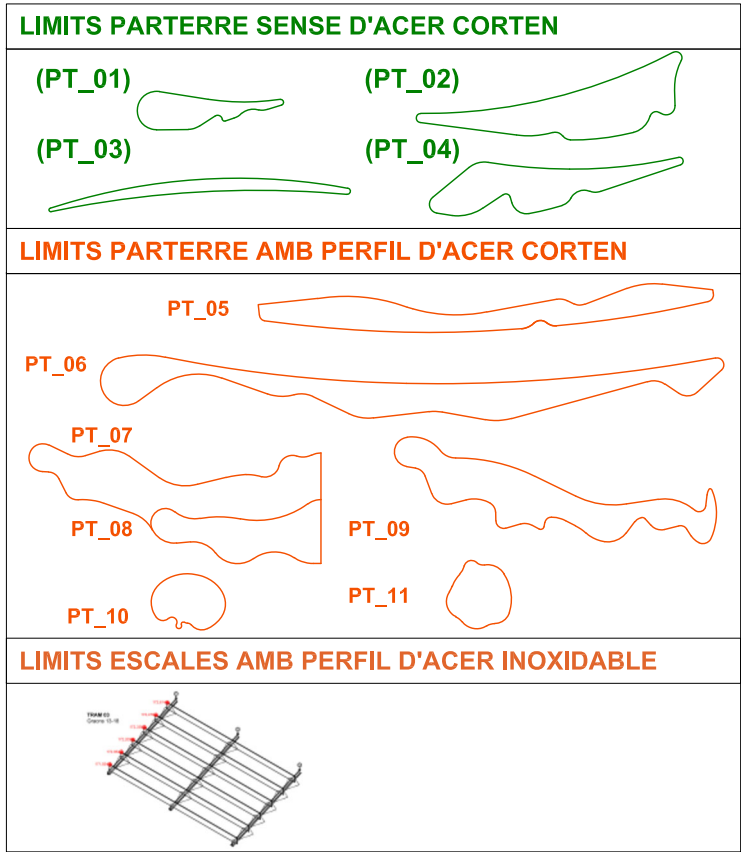 LIMITS PARTERRE SENSE D'ACER CORTEN
(PT_01)
(PT_02)
(PT_03)
(PT_04)
LIMITS PARTERRE AMB PERFIL D'ACER CORTEN
PT_05
PT_06
PT_07
PT_08
PT_09
PT_10
PT_11
LIMITS ESCALES AMB PERFIL D'ACER INOXIDABLE
TRAM 03